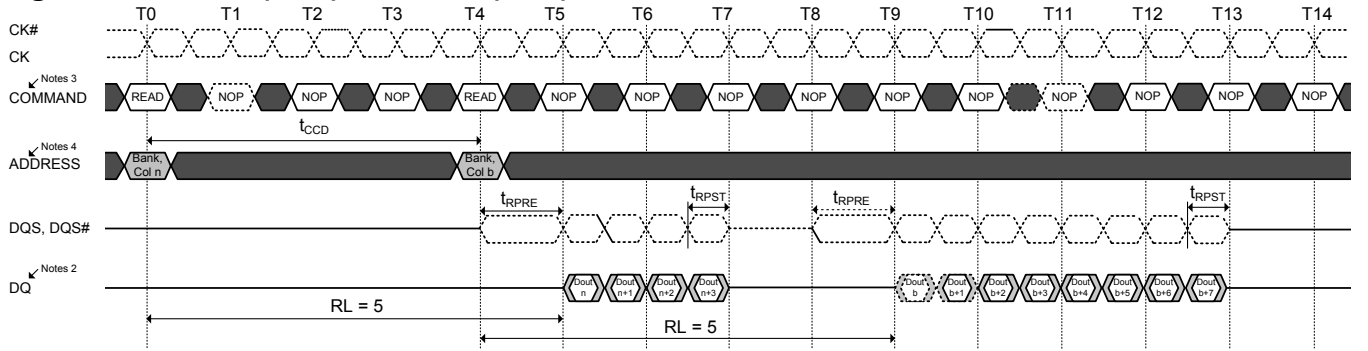 T0 T1 T2 T3 T4 T5 T6 T7 T8 T9 T10 T11 T12 T13 T14
CK#
CK
Notes 3
COMMAND READ NOP NOP NOP READ NOP NOP NOP NOP NOP NOP NOP NOP NOP NOP
tCCD
Notes 4
ADDRESS
Bank, Col n
Bank, Col b
tRPRE tRPST tRPRE tRPST
DQS, DQS#
Notes 2
DQ
Dout n
Dout n+1
Dout n+2
Dout n+3
Dout b
Dout b+1
Dout b+2
Dout b+3
Dout b+4
Dout b+5
Dout b+6
Dout b+7
RL = 5
RL = 5